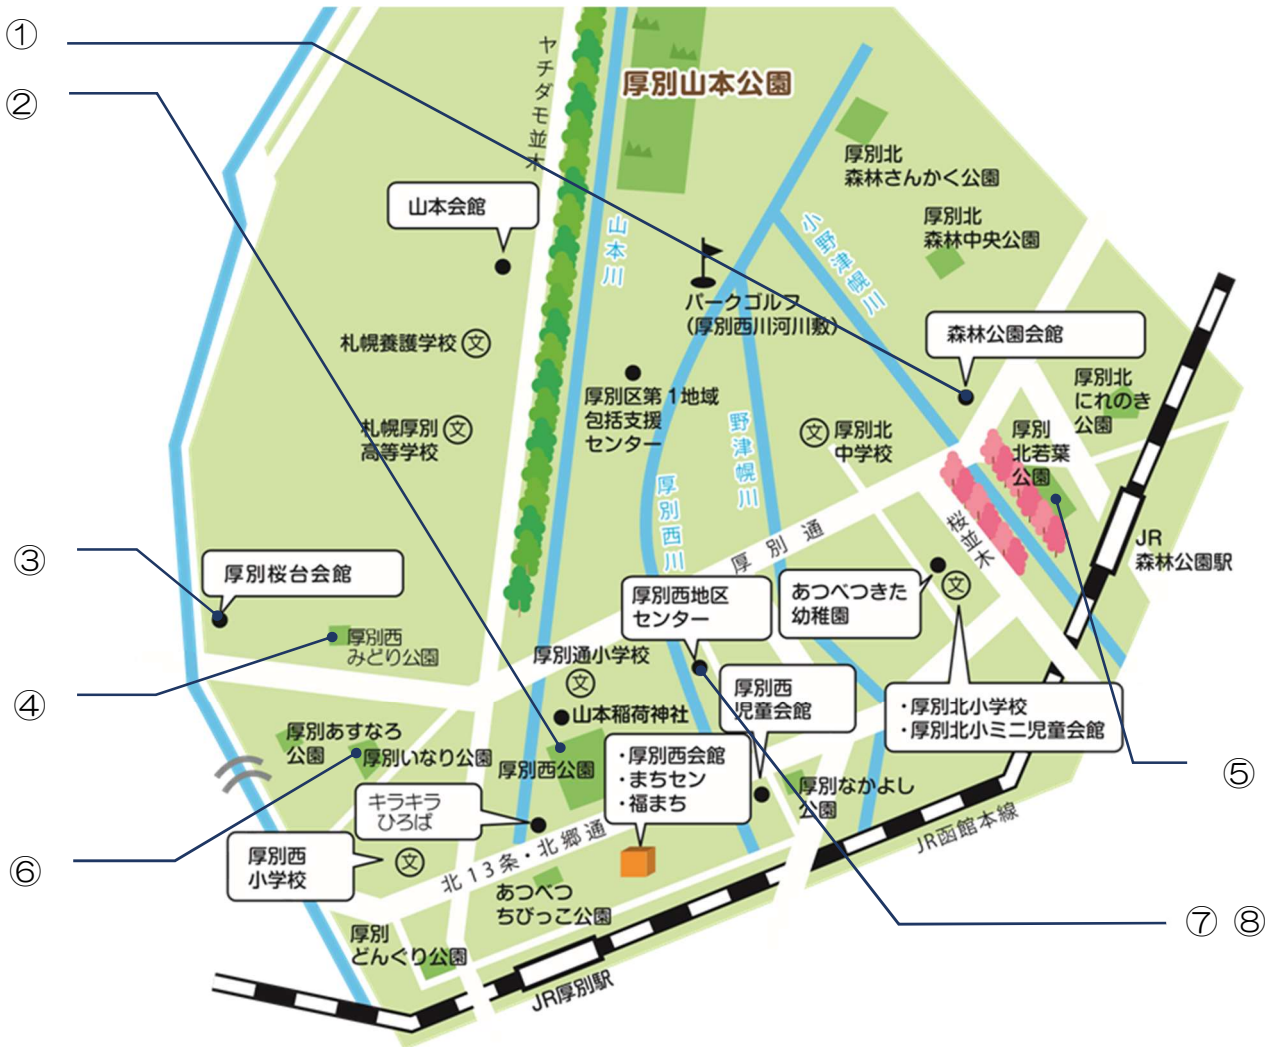 ①
②
ヤチダモ並木
厚別山本公園
厚別北
森林さんかく公園
山本会館
厚別北
森林中央公園
山本川
小野津幌川
パークゴルフ
(厚別西川河川敷)
森林公園会館
札幌養護学校
文
厚別区第1地域
包括支援
センター
厚別北
にれのき
公園
札幌厚別
高等学校
文
野津幌川
文
厚別北
中学校
厚別
北若葉
公園
厚別西川
厚別通
桜並木
JR
森林公園駅
③
厚別桜台会館
厚別西
みどり公園
厚別西地区
センター
あつべつきた
幼稚園
文
厚別通小学校
文
④
山本稲荷神社
厚別西
児童会館
・厚別北小学校
・厚別北小ミニ児童会館
厚別あすなろ
公園
厚別いなり公園
厚別西公園
・厚別西会館
・まちセン
・福まち
⑤
キラキラ
ひろば
厚別なかよし
公園
⑥
厚別西
小学校
文
北13条・北郷通
JR函館本線
あつべつ
ちびっこ公園
⑦ ⑧
厚別
どんぐり公園
JR厚別駅